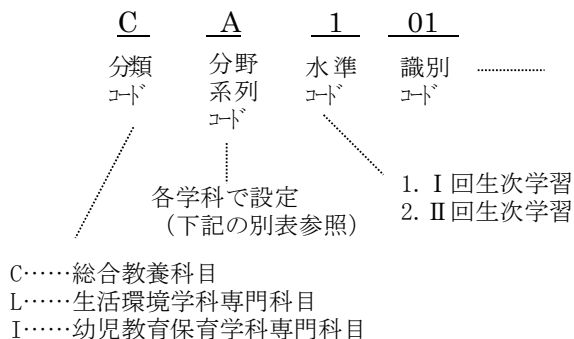 C A 1 01
分類 分野 水準 識別 ………
コード 系列 コード コード
コード
各学科で設定
（下記の別表参照）
1. Ⅰ回生次学習
2. Ⅱ回生次学習
C……総合教養科目
L……生活環境学科専門科目
I……幼児教育保育学科専門科目